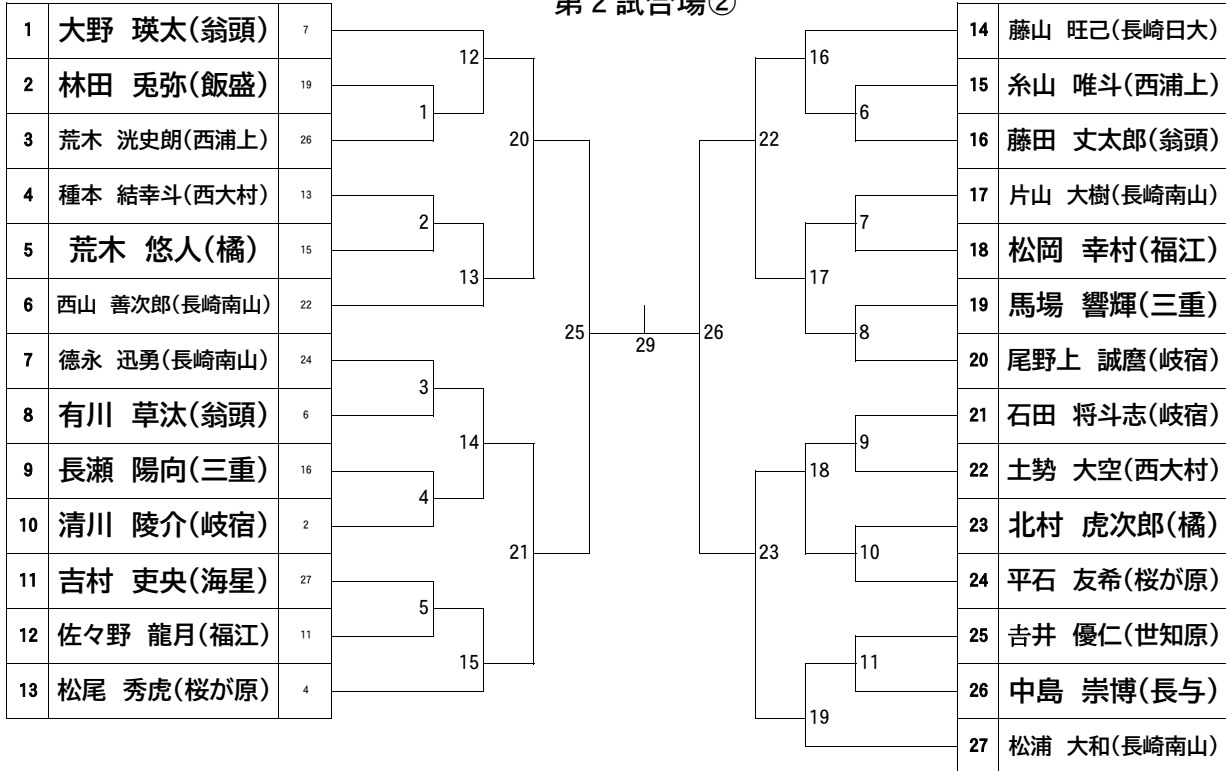 第２試合場②
1 大野 瑛太(翁頭) 7
2 林田 兎弥(飯盛) 19
3 荒木 洸史朗(西浦上) 26
4 種本 結幸斗(西大村) 13
5 荒木 悠人(橘) 15
6 西山 善次郎(長崎南山) 22
7 德永 迅勇(長崎南山) 24
8 有川 草汰(翁頭) 6
9 長瀬 陽向(三重) 16
10 清川 陵介(岐宿) 2
11 吉村 吏央(海星) 27
12 佐々野 龍月(福江) 11
13 松尾 秀虎(桜が原) 4
12
1
20
2
13
25
3
14
4
21
5
15
29
26
16
6
22
7
17
8
9
18
10
23
11
19
14 藤山 旺己(長崎日大)
15 糸山 唯斗(西浦上)
16 藤田 丈太郎(翁頭)
17 片山 大樹(長崎南山)
18 松岡 幸村(福江)
19 馬場 響輝(三重)
20 尾野上 誠麿(岐宿)
21 石田 将斗志(岐宿)
22 土勢 大空(西大村)
23 北村 虎次郎(橘)
24 平石 友希(桜が原)
25 𠮷井 優仁(世知原)
26 中島 崇博(長与)
27 松浦 大和(長崎南山)